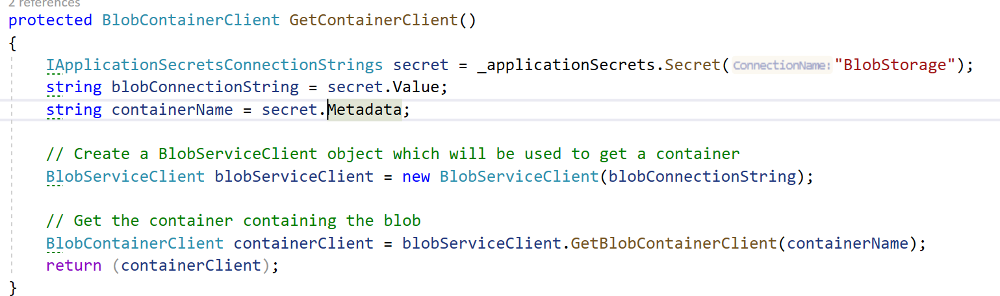 2 references
protected BlobContainerClient GetContainerClient()
{
    IApplicationSecretsConnectionStrings secret = _applicationSecrets.Secret(ConnectionName:"BlobStorage");
    string blobConnectionString = secret.Value;
    string containerName = secret.Metadata;

    // Create a BlobServiceClient object which will be used to get a container
    BlobServiceClient blobServiceClient = new BlobServiceClient(blobConnectionString);

    // Get the container containing the blob
    BlobContainerClient containerClient = blobServiceClient.GetBlobContainerClient(containerName);
    return (containerClient);
}